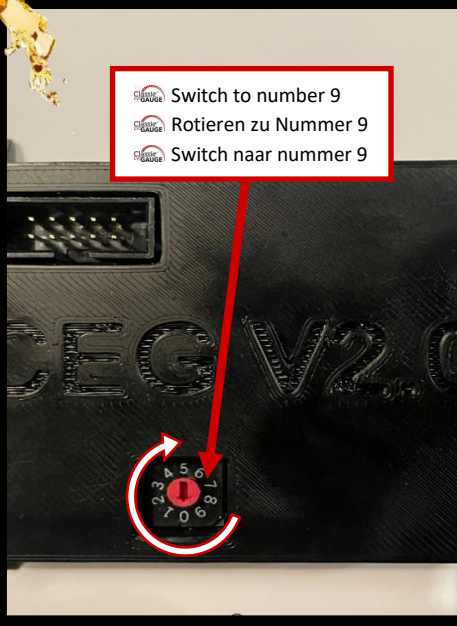 Classic
GAUGE
Switch to number 9
Classic
GAUGE
Rotieren zu Nummer 9
Classic
GAUGE
Switch naar nummer 9
CEG V2.0
0 1 2 3 4 5 6 7 8 9